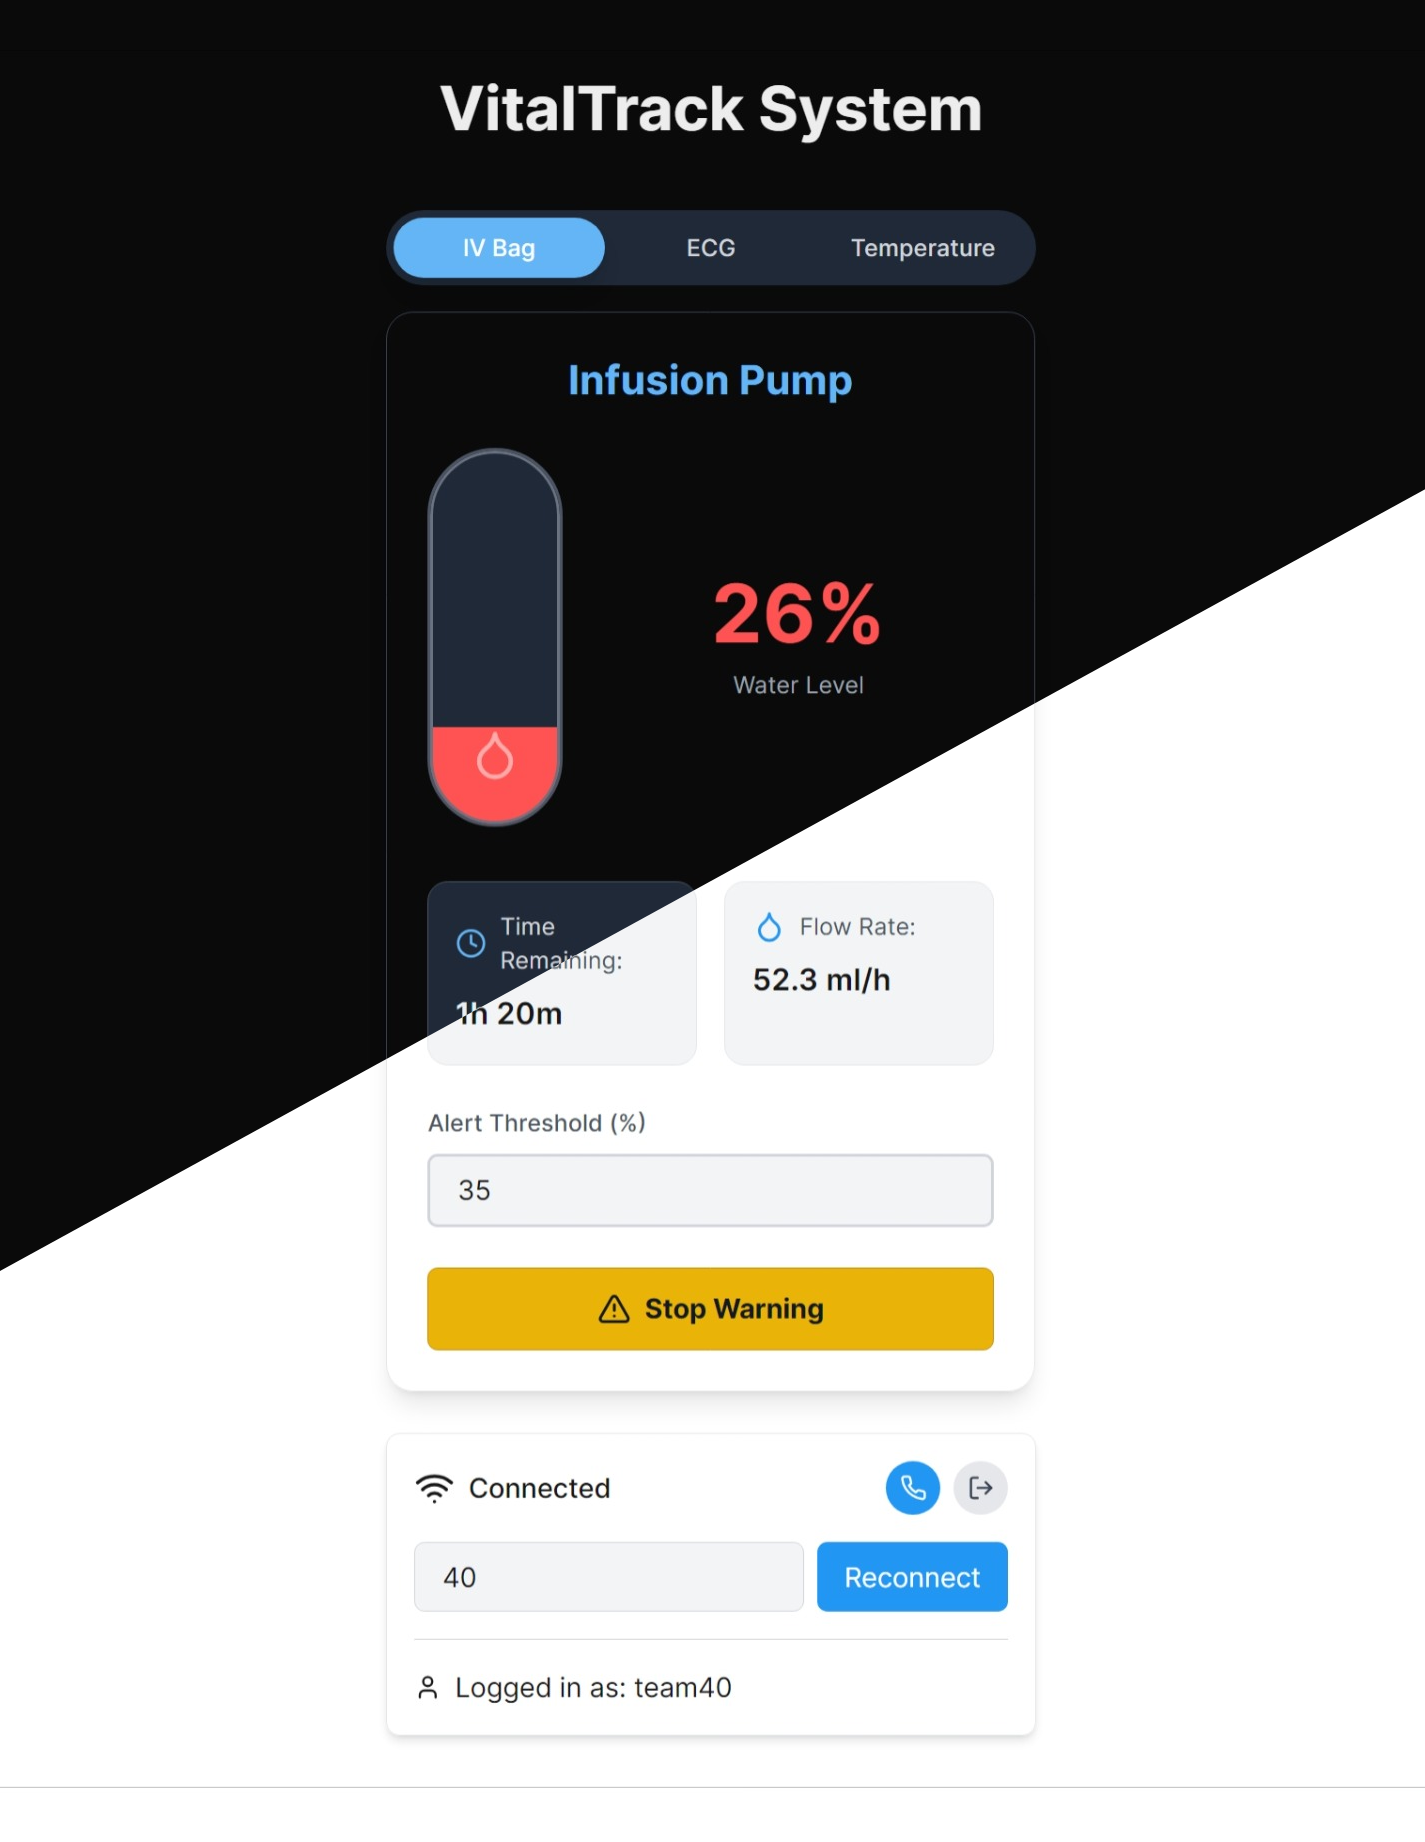 VitalTrack System
IV Bag
ECG
Temperature
Infusion Pump
26%
Water Level
Time
Remaining:
1h 20m
Flow Rate:
52.3 ml/h
Alert Threshold (%)
35
Stop Warning
Connected
40
Reconnect
Logged in as: team40